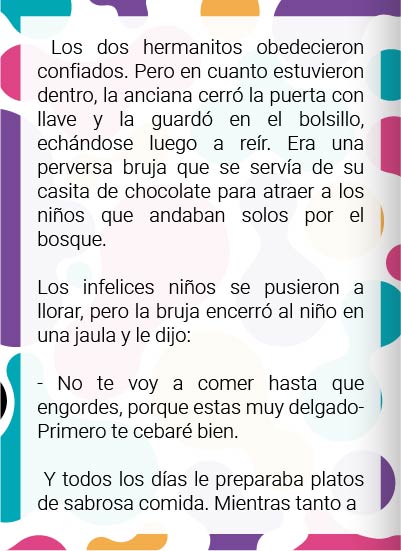 Los dos hermanitos obedecieron
confiados. Pero en cuanto estuvieron
dentro, la anciana cerró la puerta con
llave y la guardó en el bolsillo,
echándose luego a reír. Era una
perversa bruja que se servía de su
casita de chocolate para atraer a los
niños que andaban solos por el
bosque.
Los infelices niños se pusieron a
llorar, pero la bruja encerró al niño en
una jaula y le dijo:
- No te voy a comer hasta que
engordes, porque estas muy delgado-
Primero te cebaré bien.
Y todos los días le preparaba platos
de sabrosa comida. Mientras tanto a